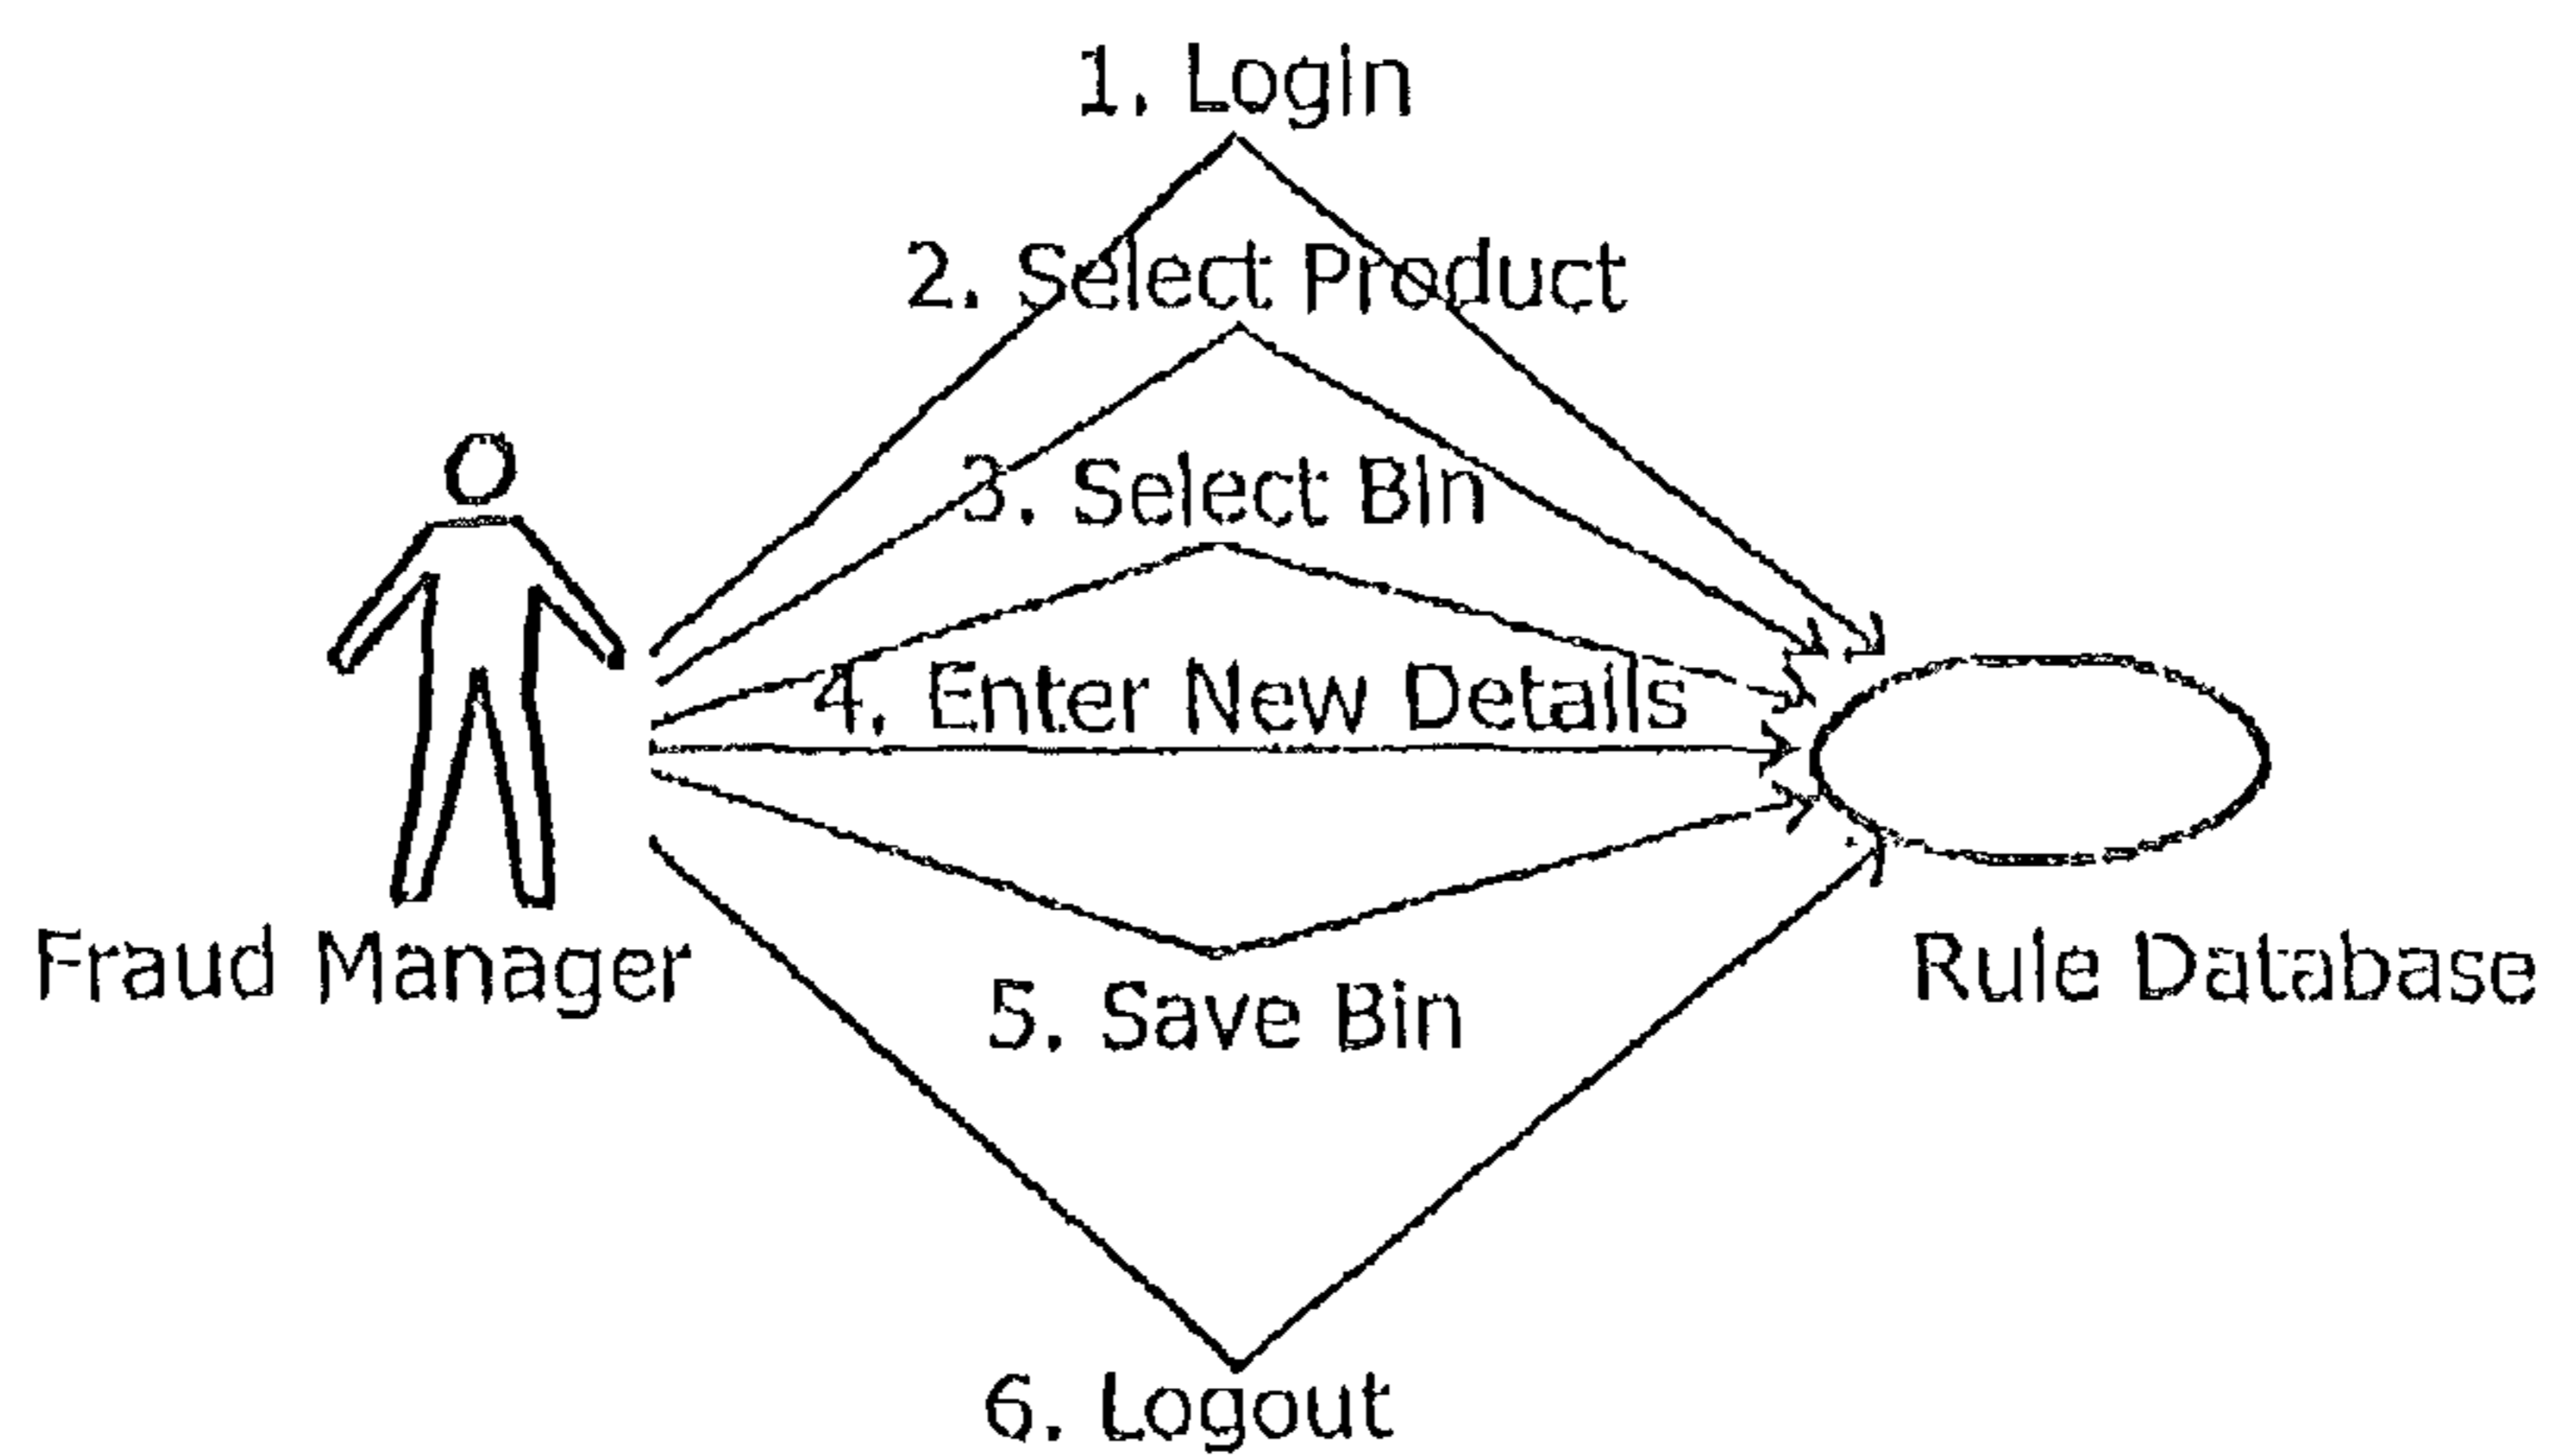 1. Login
2. Select Product
3. Select Bin
4. Enter New Details
Fraud Manager
Rule Database
5. Save Bin
6. Logout